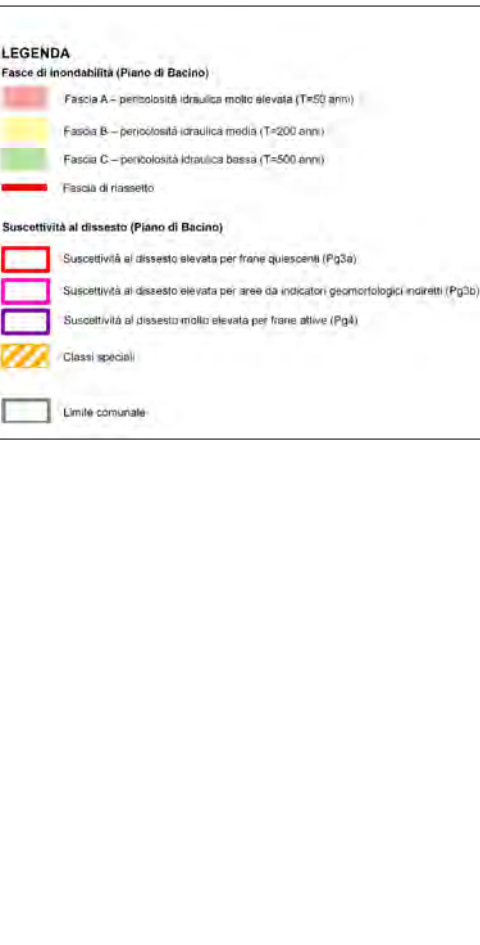 LEGENDA
Fasce di inondabilità (Piano di Bacino)
Fascia A – pericolosità idraulica molto elevata (T=50 anni)
Fascia B – pericolosità idraulica media (T=200 anni)
Fascia C – pericolosità idraulica bassa (T=500 anni)
Fascia di riassetto
Suscettività al dissesto (Piano di Bacino)
Suscettività al dissesto elevata per frane quiescenti (Pg3a)
Suscettività al dissesto elevata per aree da indicatori geomorfologici indiretti (Pg3b)
Suscettività al dissesto molto elevata per frane attive (Pg4)
Classi speciali
Limite comunale